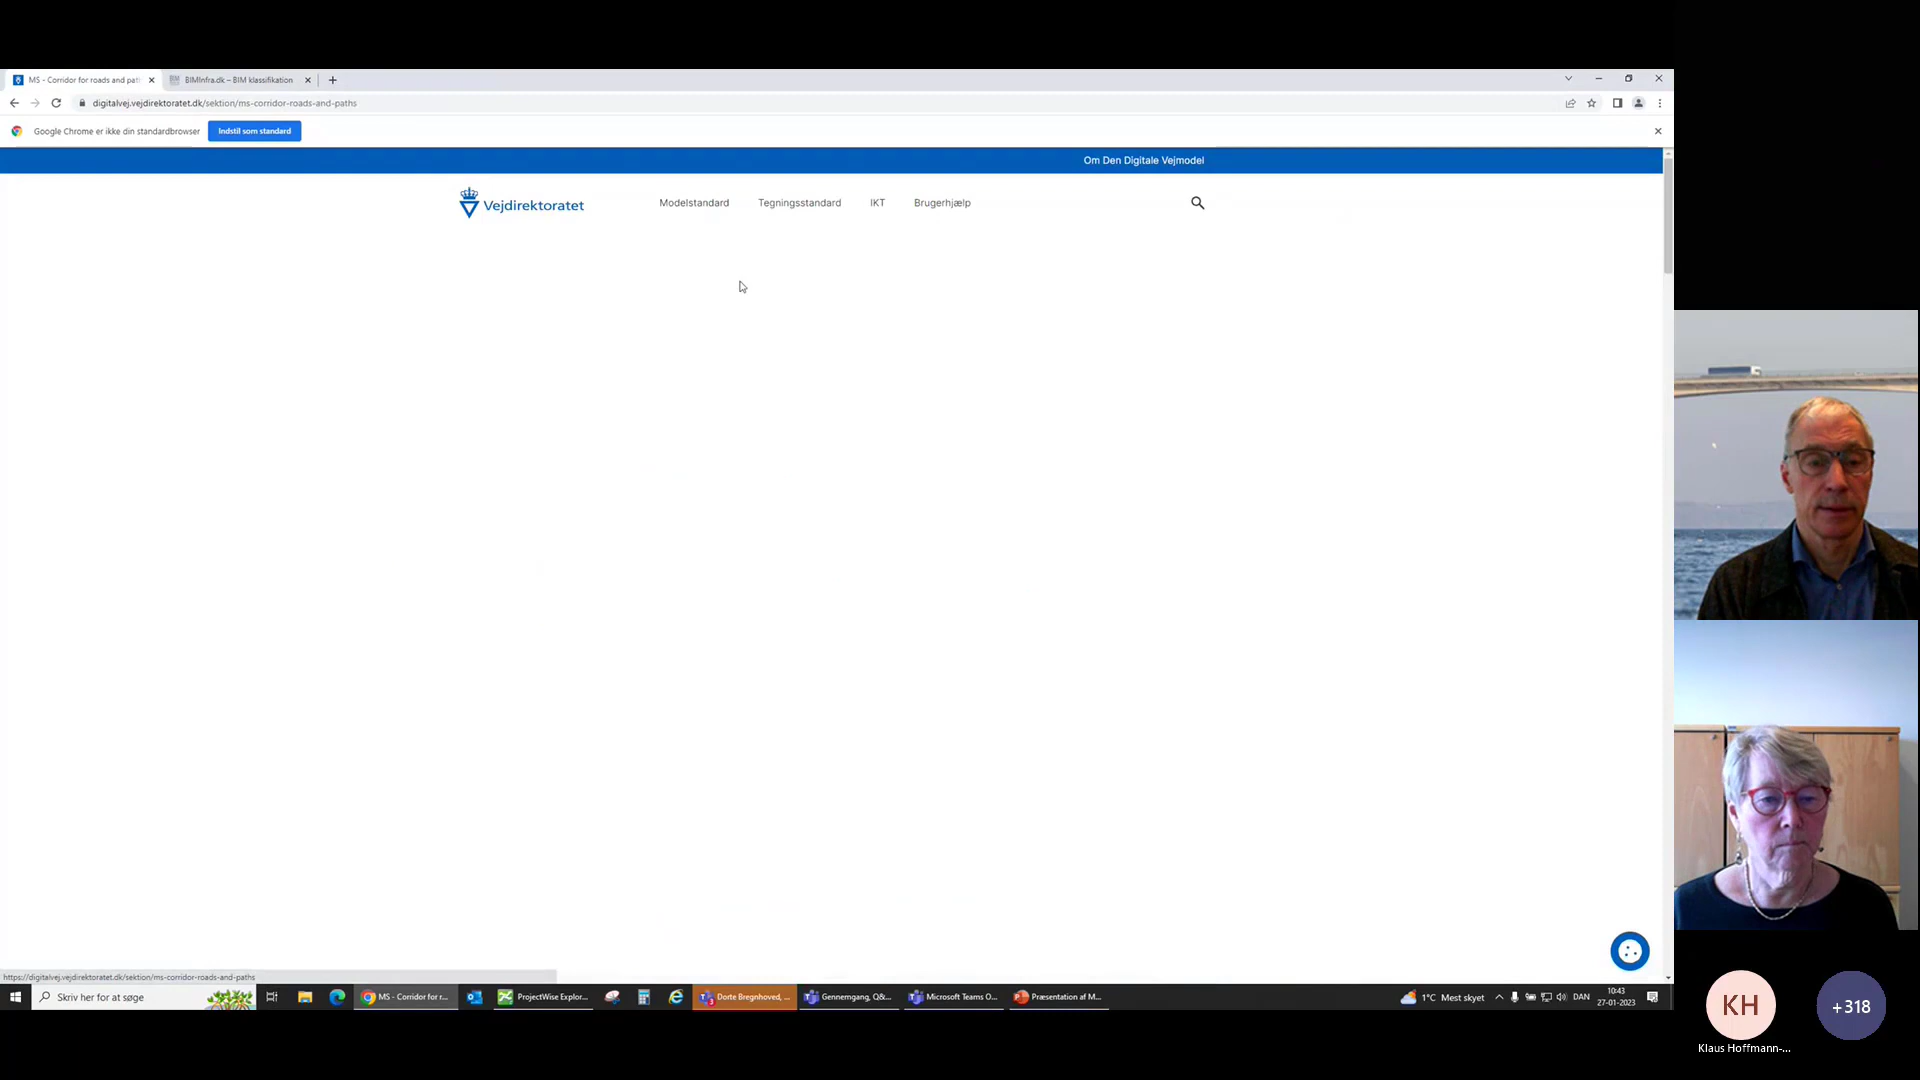 MS - Corridor for roads and pat
BIMInfra.dk – BIM klassifikation
digitalvej.vejdirektoratet.dk/sektion/ms-corridor-roads-and-paths
Google Chrome er ikke din standardbrowser
Indstil som standard
Om Den Digitale Vejmodel
Vejdirektoratet
Modelstandard
Tegningsstandard
IKT
Brugerhjælp
https://digitalvej.vejdirektoratet.dk/sektion/ms-corridor-roads-and-paths
Skriv her for at søge
MS - Corridor for r...
ProjectWise Explor...
Dorte Bregnhoved, ...
Gennemgang, Q&...
Microsoft Teams O...
Præsentation af M...
1°C Mest skyet
DAN
10:43
27-01-2023
KH
+318
Klaus Hoffmann-...